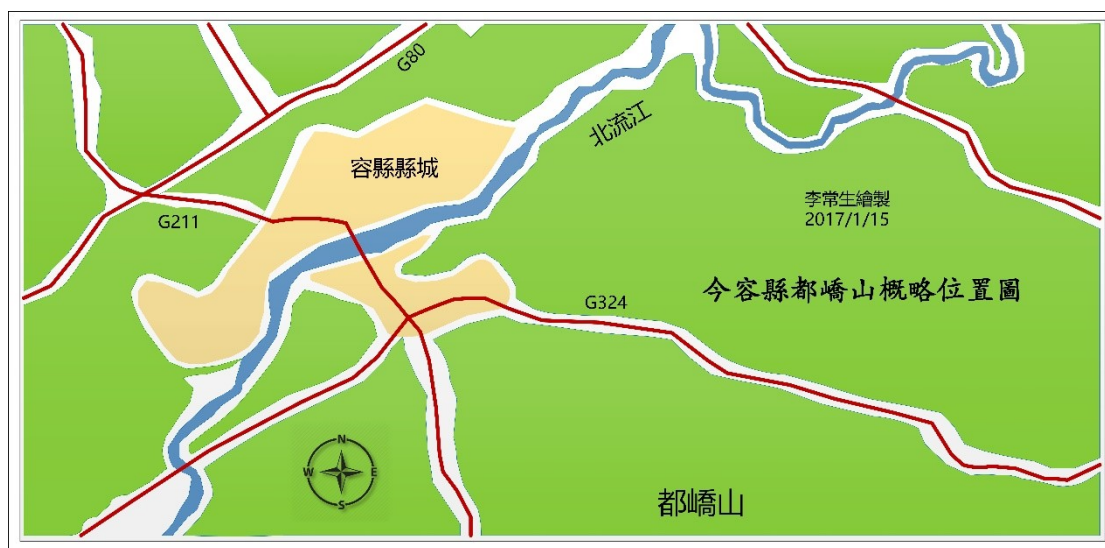 G80
北流江
容縣縣城
李常生繪製
2017/1/15
G211
今容縣都嶠山概略位置圖
G324
N
W
E
S
都嶠山